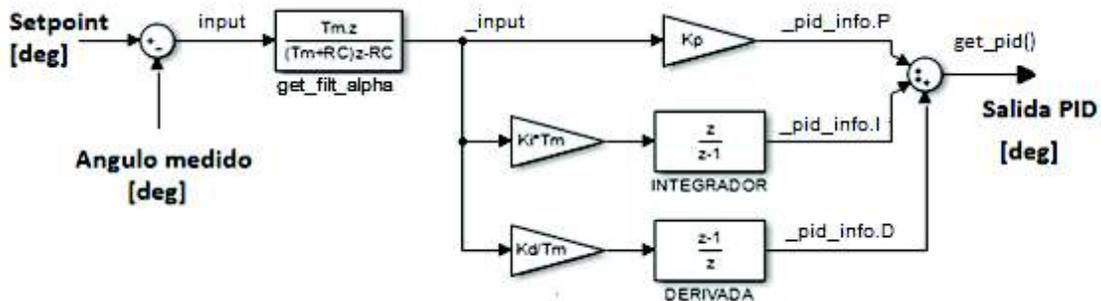 Setpoint
[deg]
input
Tm.z
(Tm+RC)z-RC
get_filt_alpha
_input
Kp
_pid_info.P
get_pid()
Angulo medido
[deg]
Ki*Tm
z
z-1
INTEGRADOR
_pid_info.I
Salida PID
[deg]
Kd/Tm
z-1
z
DERIVADA
_pid_info.D